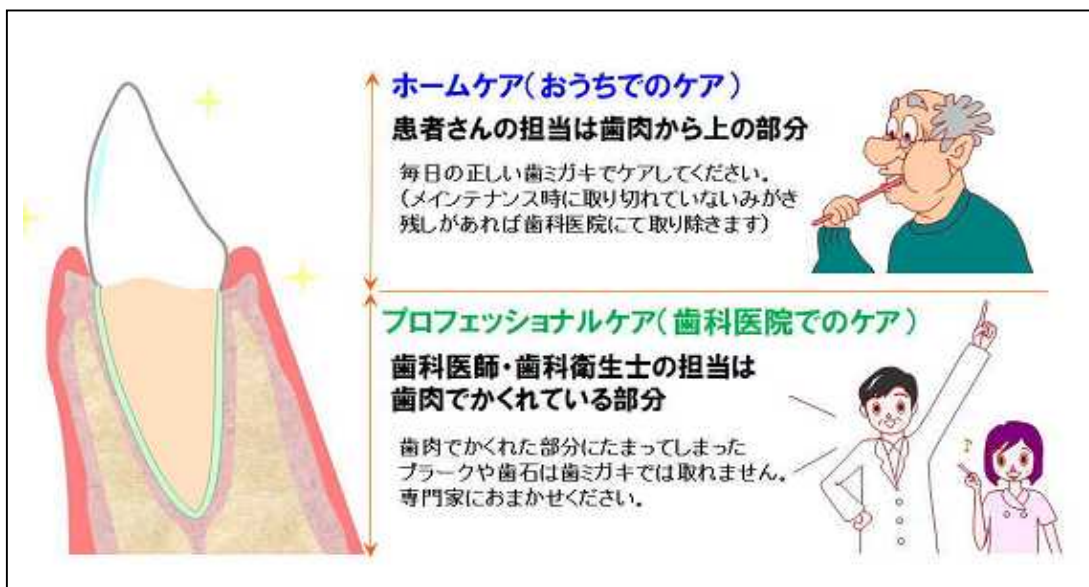 ホームケア(おうちでのケア)
患者さんの担当は歯肉から上の部分
毎日の正しい歯ミガキでケアしてください。
(メインテナンス時に取り切れていないみがき
残しがあれば歯科医院にて取り除きます)
プロフェッショナルケア(歯科医院でのケア)
歯科医師・歯科衛生士の担当は
歯肉でかくれている部分
歯肉でかくれた部分にたまってしまった
プラークや歯石は歯ミガキでは取れません。
専門家におまかせください。